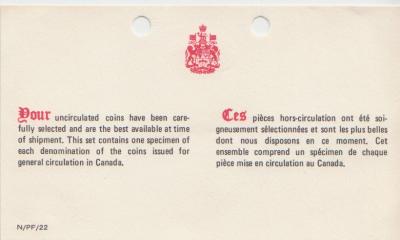 Your uncirculated coins have been care-
fully selected and are the best available at time
of shipment. This set contains one specimen of
each denomination of the coins issued for
general circulation in Canada.
Ces pièces hors-circulation ont été soi-
gneusement sélectionnées et sont les plus belles
dont nous disposons en ce moment. Cet
ensemble comprend un spécimen de chaque
pièce mise en circulation au Canada.
N/PF/22